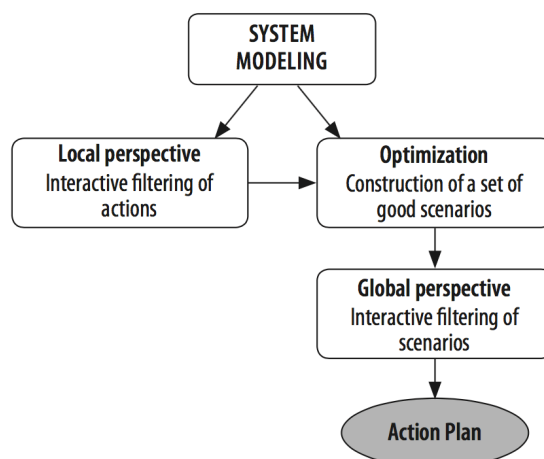 SYSTEM
MODELING
Local perspective
Interactive filtering of
actions
Optimization
Construction of a set of
good scenarios
Global perspective
Interactive filtering of
scenarios
Action Plan